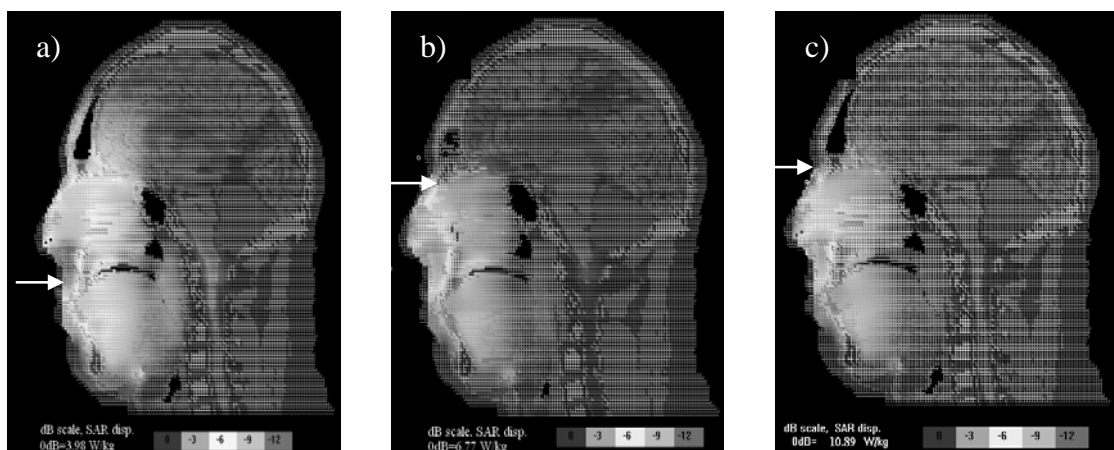 a)
b)
c)
dB scale, SAR disp.
0dB=3.98 W/kg
0 -3 -6 -9 -12
dB scale. SAR disp.
0dB=6.77 W/kg
0 -3 -6 -9 -12
dB scale, SAR disp.
0dB= 10.89 W/kg
0 -3 -6 -9 -12